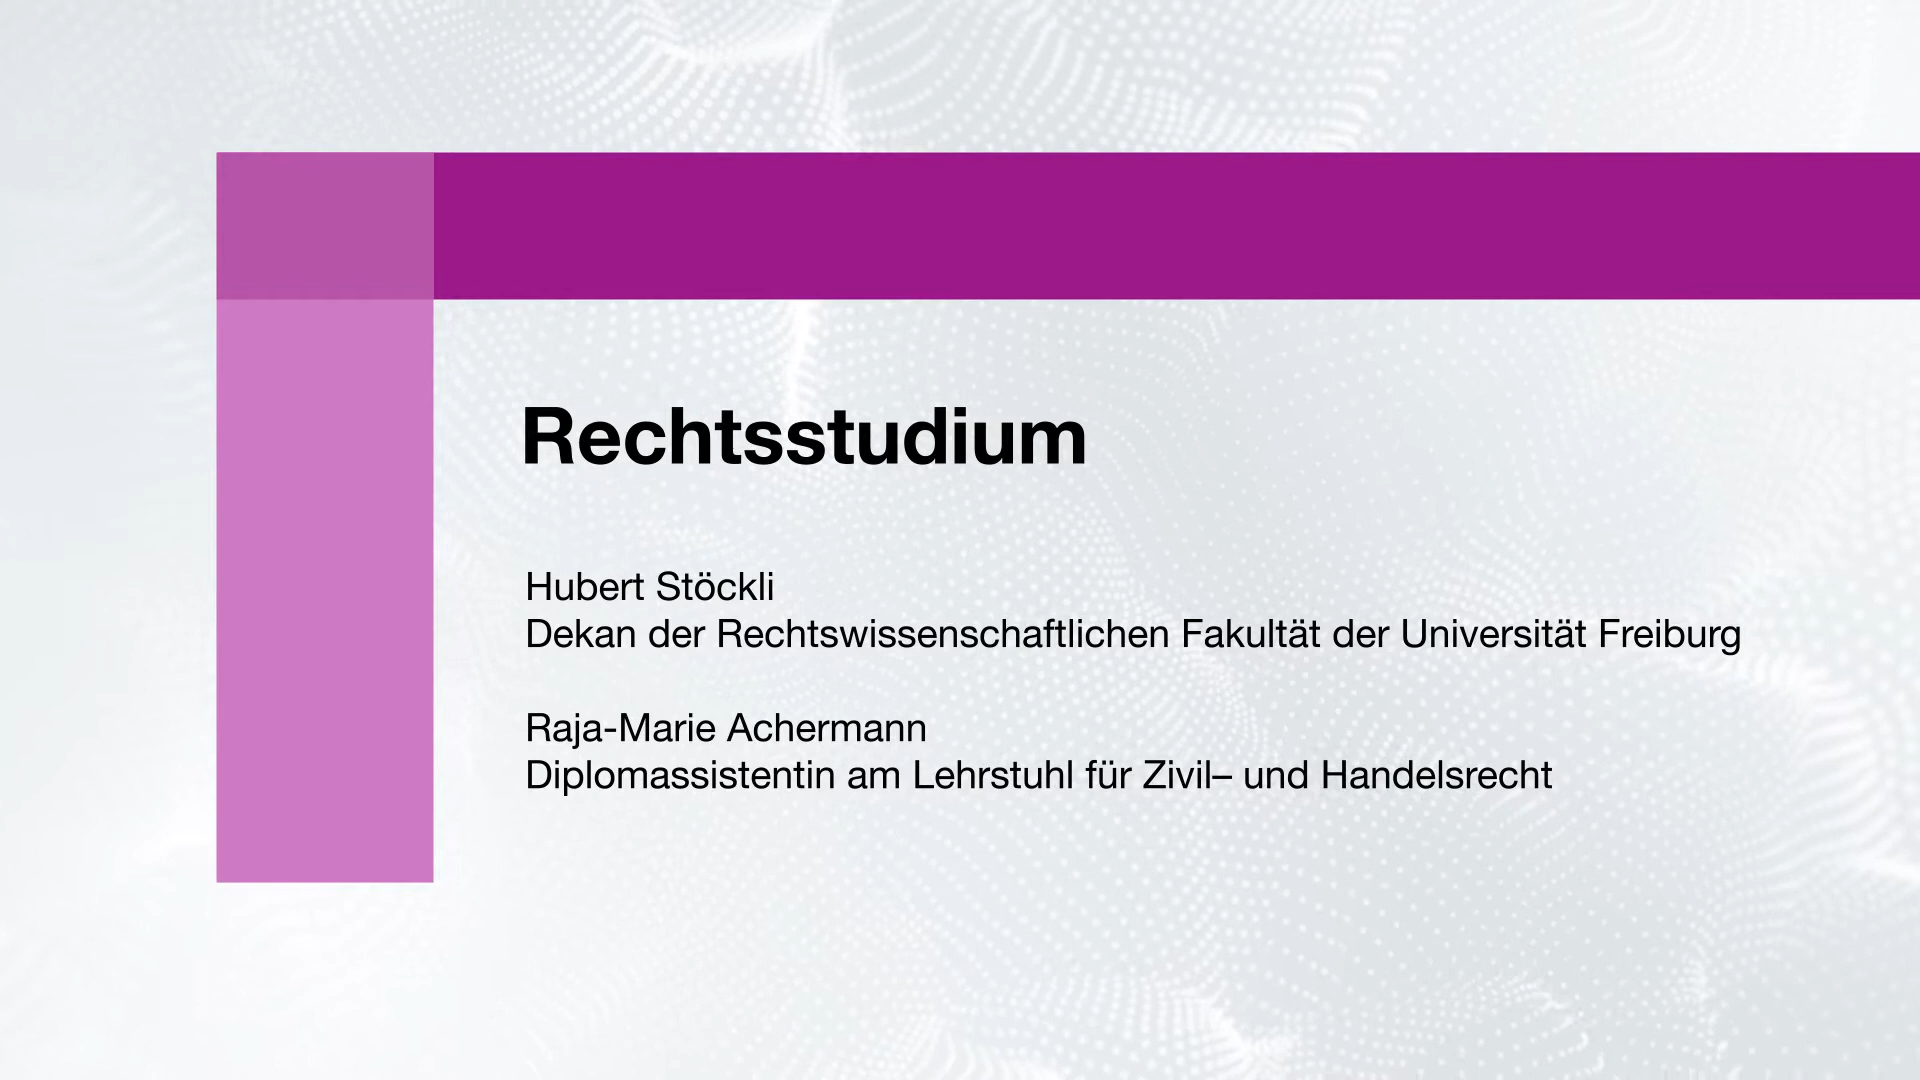 Rechtsstudium
Hubert Stöckli
Dekan der Rechtswissenschaftlichen Fakultät der Universität Freiburg
Raja-Marie Achermann
Diplomassistentin am Lehrstuhl für Zivil– und Handelsrecht